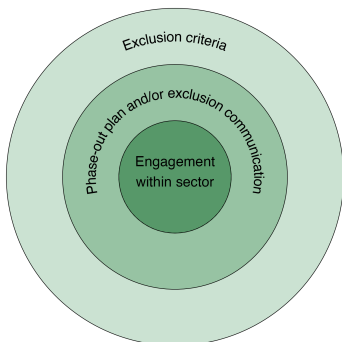 Exclusion criteria
Phase-out plan and/or exclusion communication
Engagement
within sector